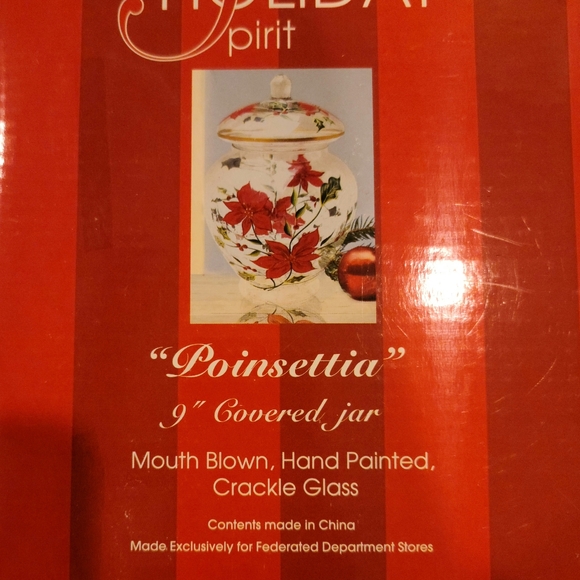 HOLIDAY
Spirit
“Poinsettia”
9" Covered jar
Mouth Blown, Hand Painted,
Crackle Glass
Contents made in China
Made Exclusively for Federated Department Stores